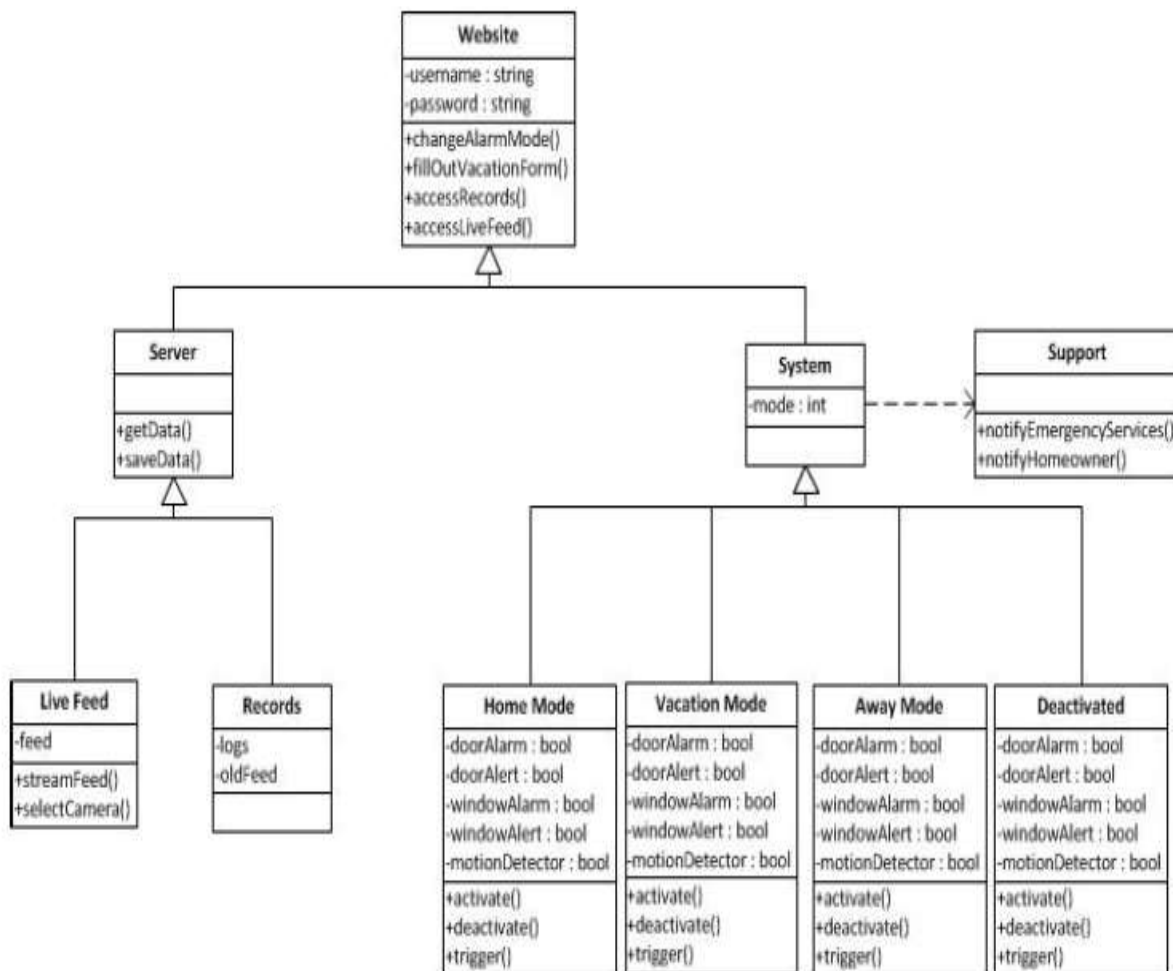 Website
-username : string
-password : string
+changeAlarmMode()
+fillOutVacationForm()
+accessRecords()
+accessLiveFeed()
Server
+getData()
+saveData()
System
-mode : int
Support
+notifyEmergencyServices()
+notifyHomeowner()
Live Feed
-feed
+streamFeed()
+selectCamera()
Records
-logs
-oldFeed
Home Mode
-doorAlarm : bool
-doorAlert : bool
-windowAlarm : bool
-windowAlert : bool
-motionDetector : bool
+activate()
+deactivate()
+trigger()
Vacation Mode
-doorAlarm : bool
-doorAlert : bool
-windowAlarm : bool
-windowAlert : bool
-motionDetector : bool
+activate()
+deactivate()
+trigger()
Away Mode
-doorAlarm : bool
-doorAlert : bool
-windowAlarm : bool
-windowAlert : bool
-motionDetector : bool
+activate()
+deactivate()
+trigger()
Deactivated
-doorAlarm : bool
-doorAlert : bool
-windowAlarm : bool
-windowAlert : bool
-motionDetector : bool
+activate()
+deactivate()
+trigger()